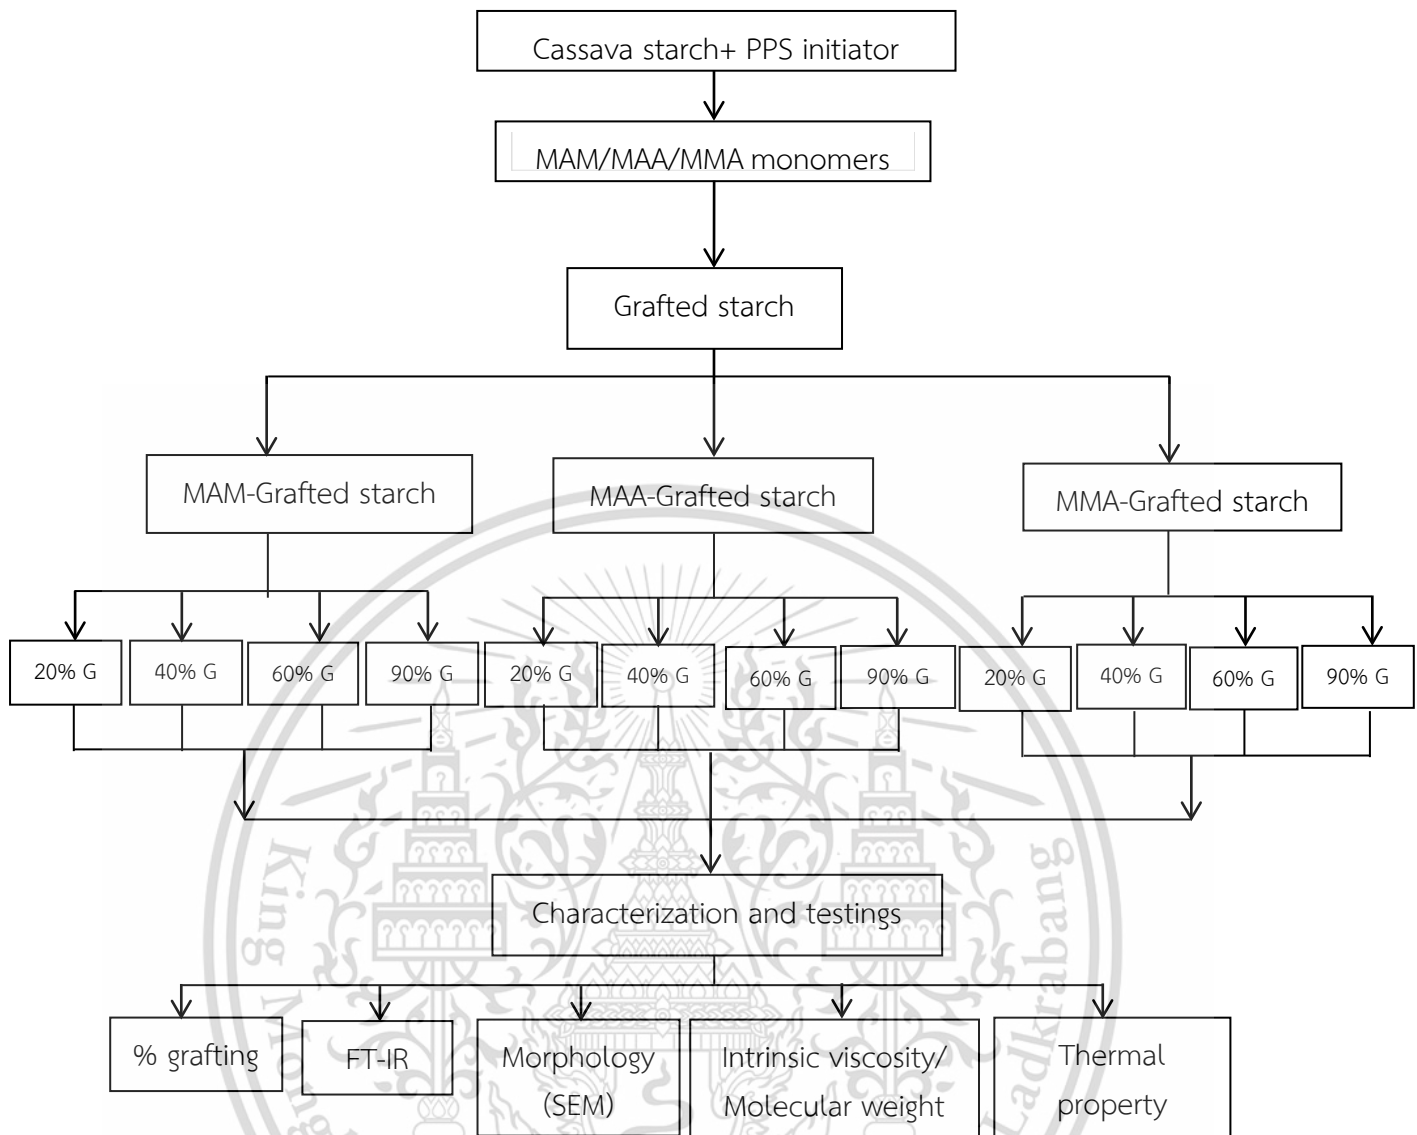 Cassava starch+ PPS initiator
MAM/MAA/MMA monomers
Grafted starch
MAM-Grafted starch
MAA-Grafted starch
MMA-Grafted starch
20% G
40% G
60% G
90% G
20% G
40% G
60% G
90% G
20% G
40% G
60% G
90% G
Characterization and testings
% grafting
FT-IR
Morphology
(SEM)
Intrinsic viscosity/
Molecular weight
Thermal
property
King
Ladkrabang